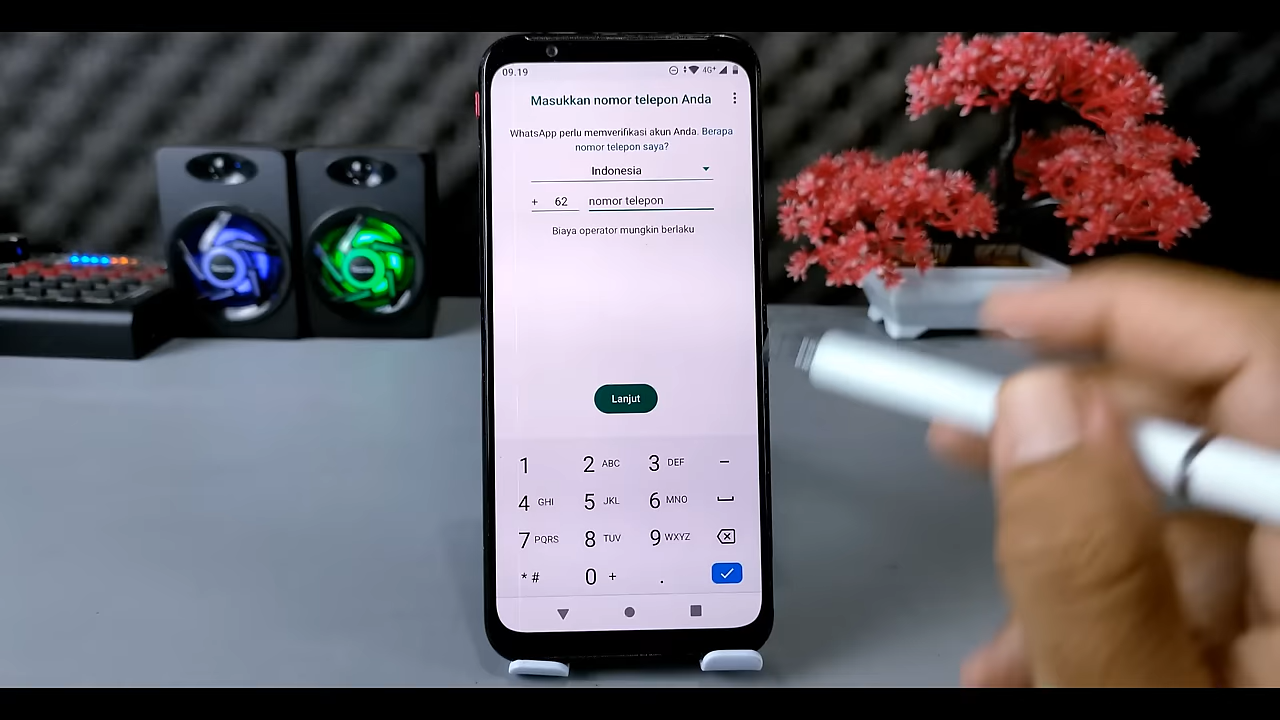 09.19
4G+
Masukkan nomor telepon Anda
WhatsApp perlu memverifikasi akun Anda. Berapa
nomor telepon saya?
Indonesia
+ 62 nomor telepon
Biaya operator mungkin berlaku
Lanjut
1 2 ABC 3 DEF –
4 GHI 5 JKL 6 MNO
7 PQRS 8 TUV 9 WXYZ
* # 0 + .